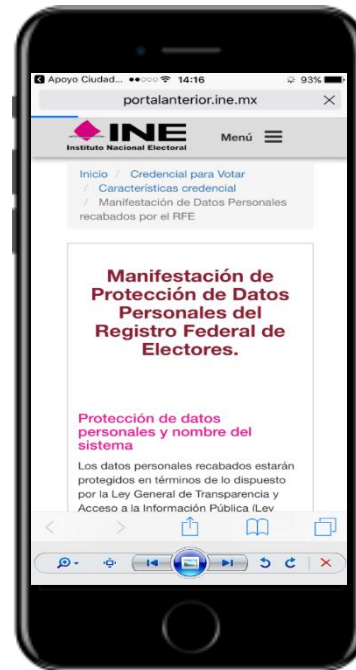 Apoyo Ciudad... 14:16 93%
portalanterior.ine.mx
INE
Instituto Nacional Electoral
Menú
Inicio / Credencial para Votar
/ Características credencial
/ Manifestación de Datos Personales
recabados por el RFE
Manifestación de
Protección de Datos
Personales del
Registro Federal de
Electores.
Protección de datos
personales y nombre del
sistema
Los datos personales recabados estarán
protegidos en términos de lo dispuesto
por la Ley General de Transparencia y
Acceso a la Información Pública (Ley